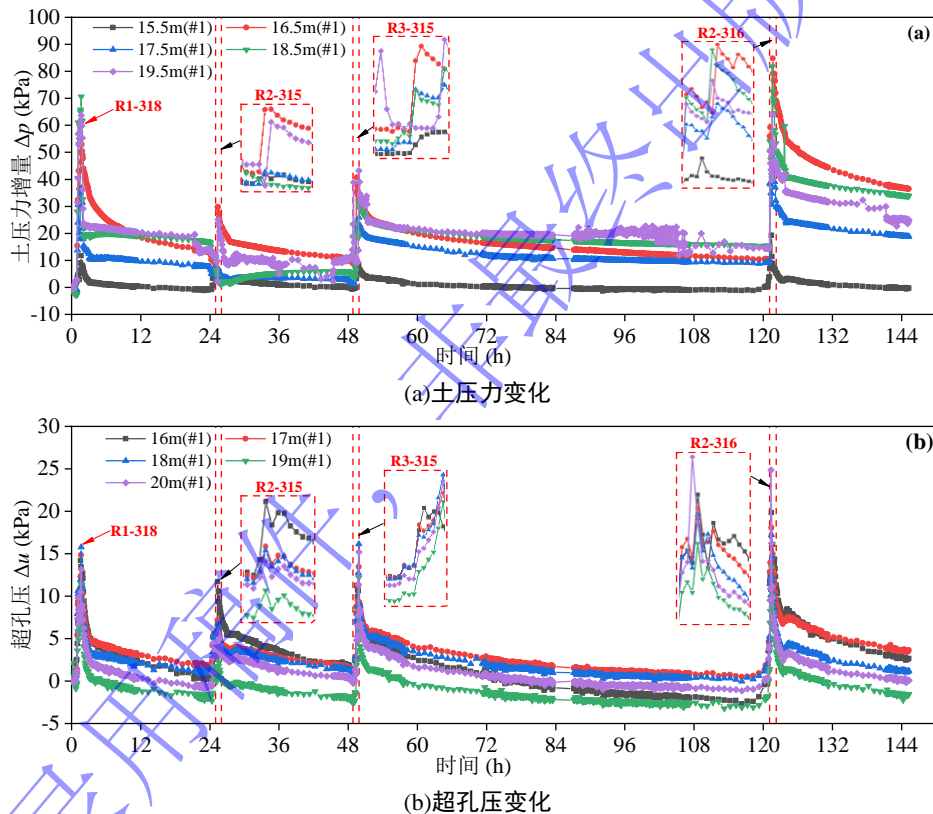 (a)
15.5m(#1) 16.5m(#1)
17.5m(#1) 18.5m(#1)
19.5m(#1)
R1-318
R2-315
R3-315
R2-316
土压力增量 Δp (kPa)
100
90
80
70
60
50
40
30
20
10
0
-10
0 12 24 36 48 60 72 84 96 108 120 132 144
时间 (h)
(a)土压力变化
(b)
16m(#1) 17m(#1)
18m(#1) 19m(#1)
20m(#1)
R1-318
R2-315
R3-315
R2-316
超孔压 Δu (kPa)
30
25
20
15
10
5
0
-5
0 12 24 36 48 60 72 84 96 108 120 132 144
时间 (h)
(b)超孔压变化